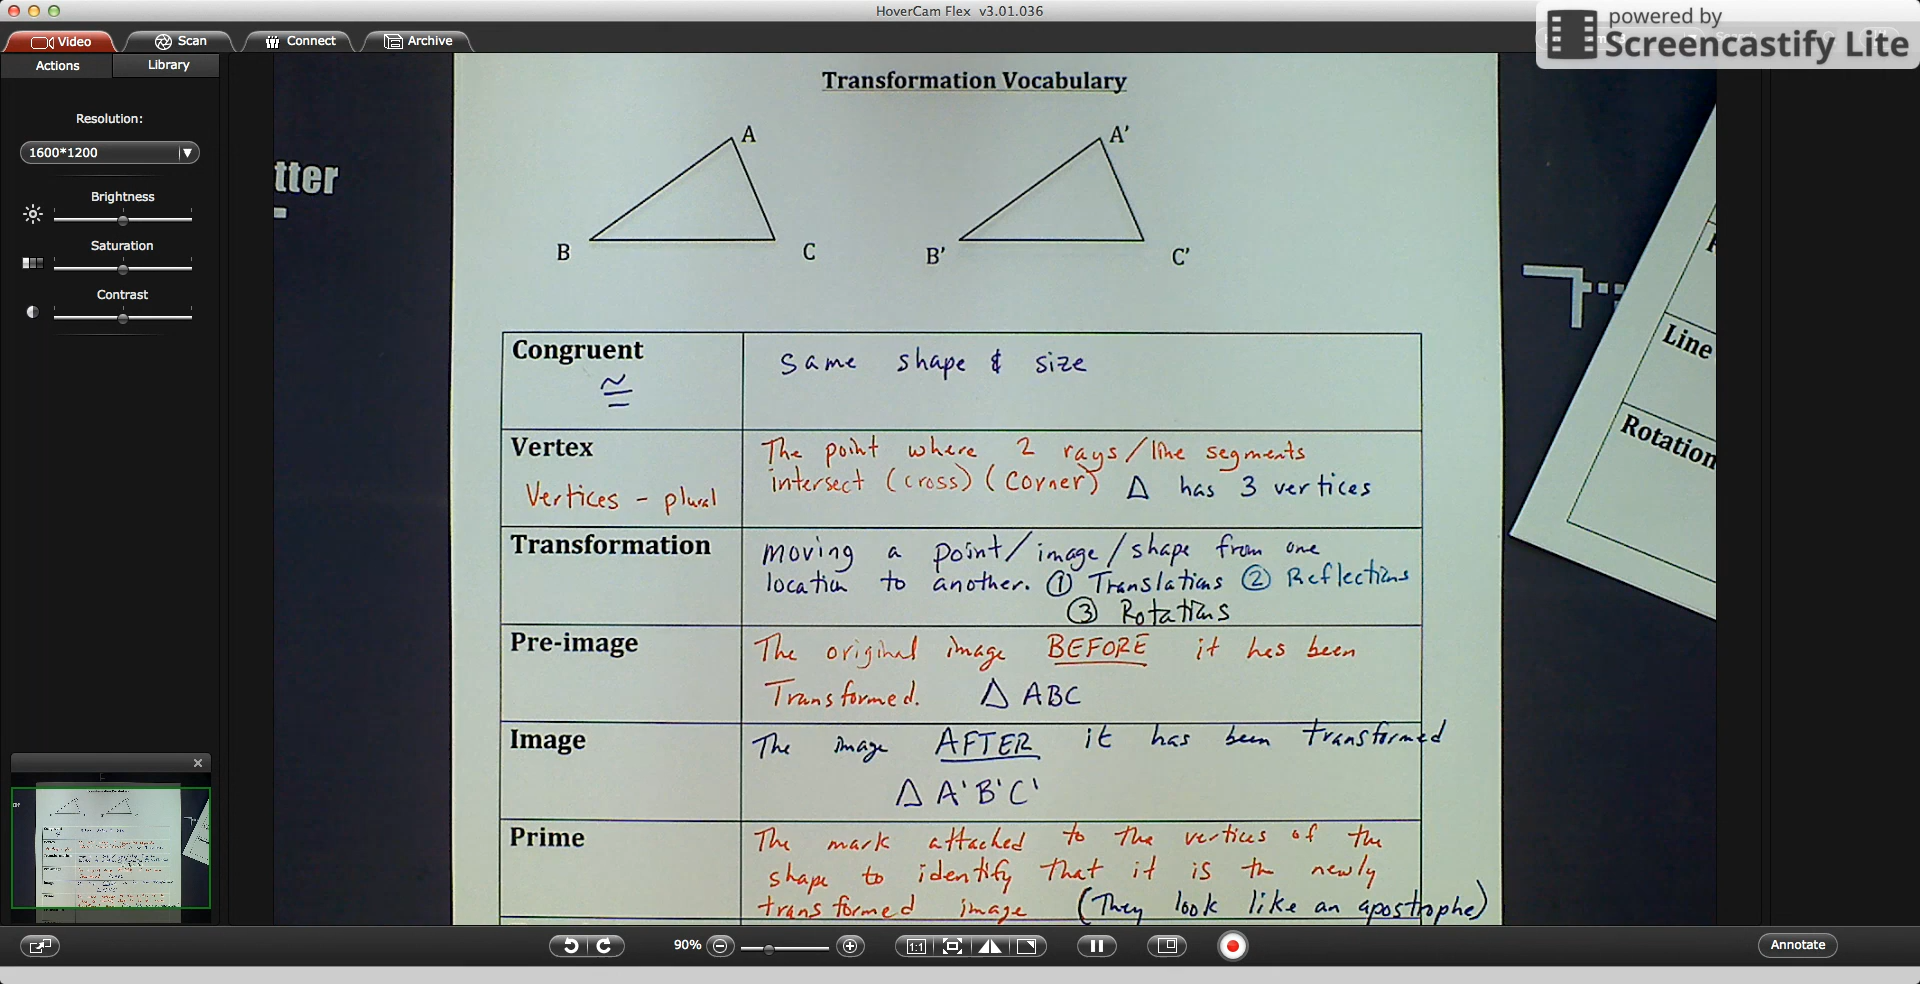 HoverCam Flex v3.01.036
powered by
Screencastify Lite
Video
Scan
Connect
Archive
Actions
Library
Resolution:
1600*1200
Brightness
Saturation
Contrast
tter
Transformation Vocabulary
A
B
C
A'
B'
C'
Congruent
≅
Same shape & size
Vertex
Vertices - plural
The point where 2 rays/line segments
intersect (cross) (Corner) Δ has 3 vertices
Transformation
moving a point/image/shape from one
location to another. ① Translations ② Reflections
③ Rotations
Pre-image
The original image BEFORE it has been
Transformed. Δ ABC
Image
The image AFTER it has been transformed
Δ A'B'C'
Prime
The mark attached to the vertices of the
shape to identify that it is the newly
transformed image (They look like an apostrophe)
Line
Rotation
90%
1:1
Annotate